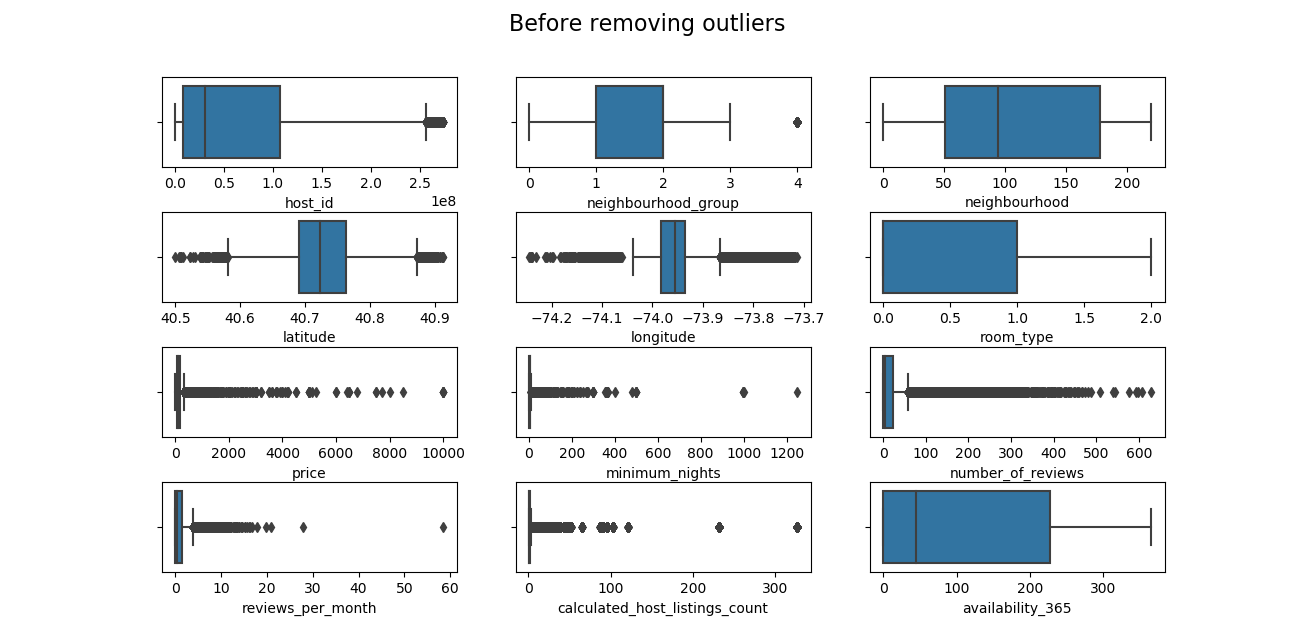 Before removing outliers
0.0 0.5 1.0 1.5 2.0 2.5
1e8
host_id
0 1 2 3 4
neighbourhood_group
0 50 100 150 200
neighbourhood
40.5 40.6 40.7 40.8 40.9
latitude
−74.2 −74.1 −74.0 −73.9 −73.8 −73.7
longitude
0.0 0.5 1.0 1.5 2.0
room_type
0 2000 4000 6000 8000 10000
price
0 200 400 600 800 1000 1200
minimum_nights
0 100 200 300 400 500 600
number_of_reviews
0 10 20 30 40 50 60
reviews_per_month
0 100 200 300
calculated_host_listings_count
0 100 200 300
availability_365